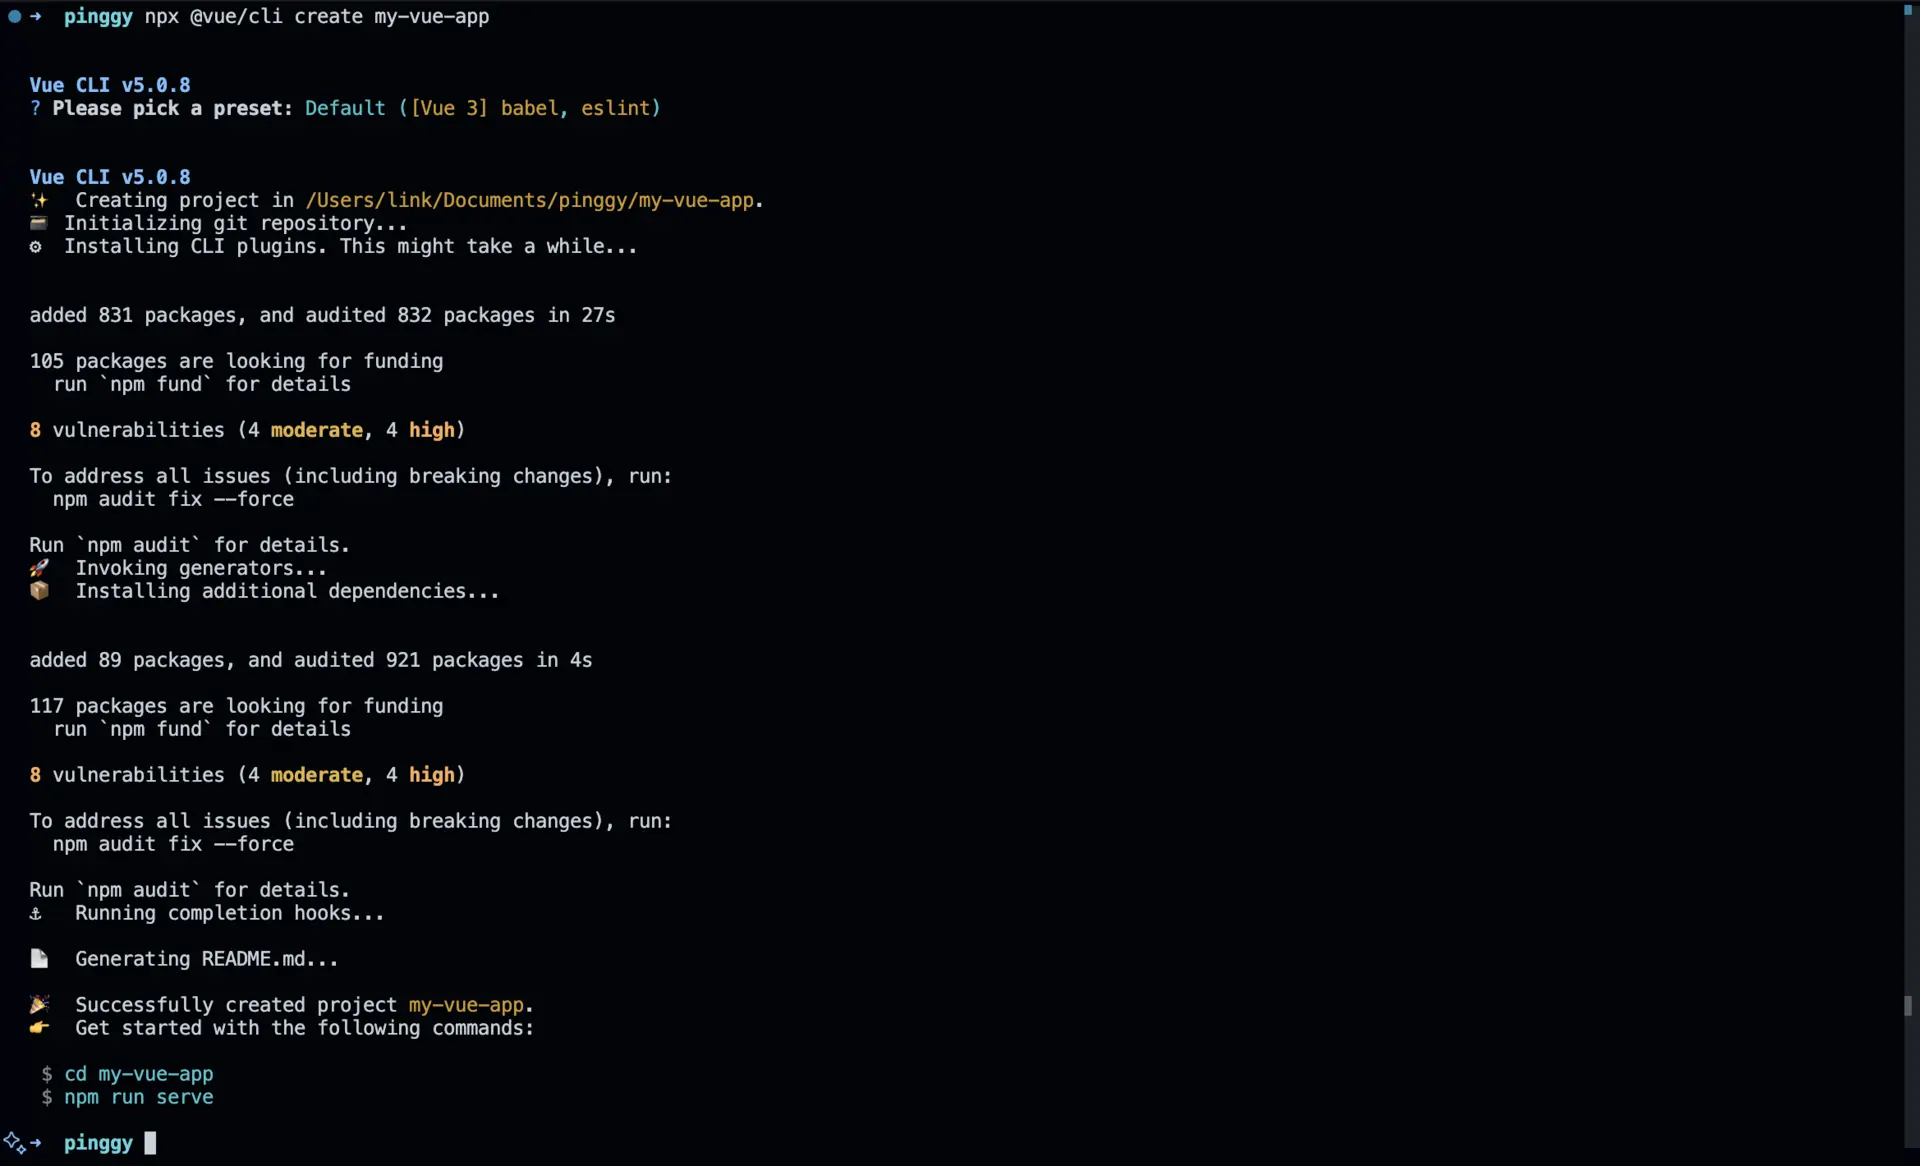 ➜ pinggy npx @vue/cli create my-vue-app
Vue CLI v5.0.8
? Please pick a preset: Default ([Vue 3] babel, eslint)
Vue CLI v5.0.8
✨ Creating project in /Users/link/Documents/pinggy/my-vue-app.
🗃 Initializing git repository...
⚙ Installing CLI plugins. This might take a while...
added 831 packages, and audited 832 packages in 27s
105 packages are looking for funding
run `npm fund` for details
8 vulnerabilities (4 moderate, 4 high)
To address all issues (including breaking changes), run:
npm audit fix --force
Run `npm audit` for details.
🚀 Invoking generators...
📦 Installing additional dependencies...
added 89 packages, and audited 921 packages in 4s
117 packages are looking for funding
run `npm fund` for details
8 vulnerabilities (4 moderate, 4 high)
To address all issues (including breaking changes), run:
npm audit fix --force
Run `npm audit` for details.
⚓ Running completion hooks...
📄 Generating README.md...
🎉 Successfully created project my-vue-app.
👉 Get started with the following commands:
$ cd my-vue-app
$ npm run serve
➜ pinggy